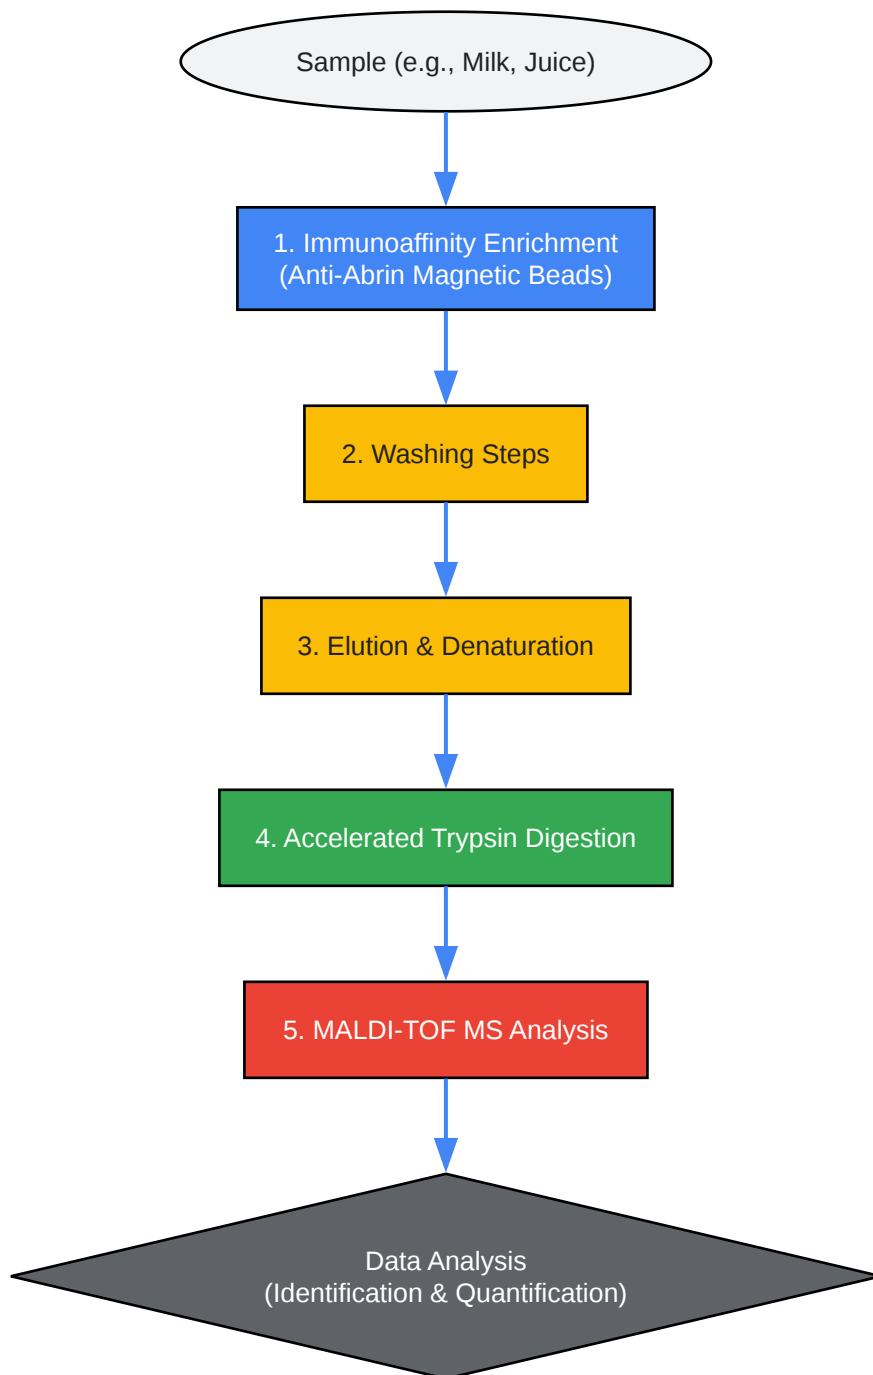 Sample (e.g., Milk, Juice)
1. Immunoaffinity Enrichment
(Anti-Abrin Magnetic Beads)
2. Washing Steps
3. Elution & Denaturation
4. Accelerated Trypsin Digestion
5. MALDI-TOF MS Analysis
Data Analysis
(Identification & Quantification)